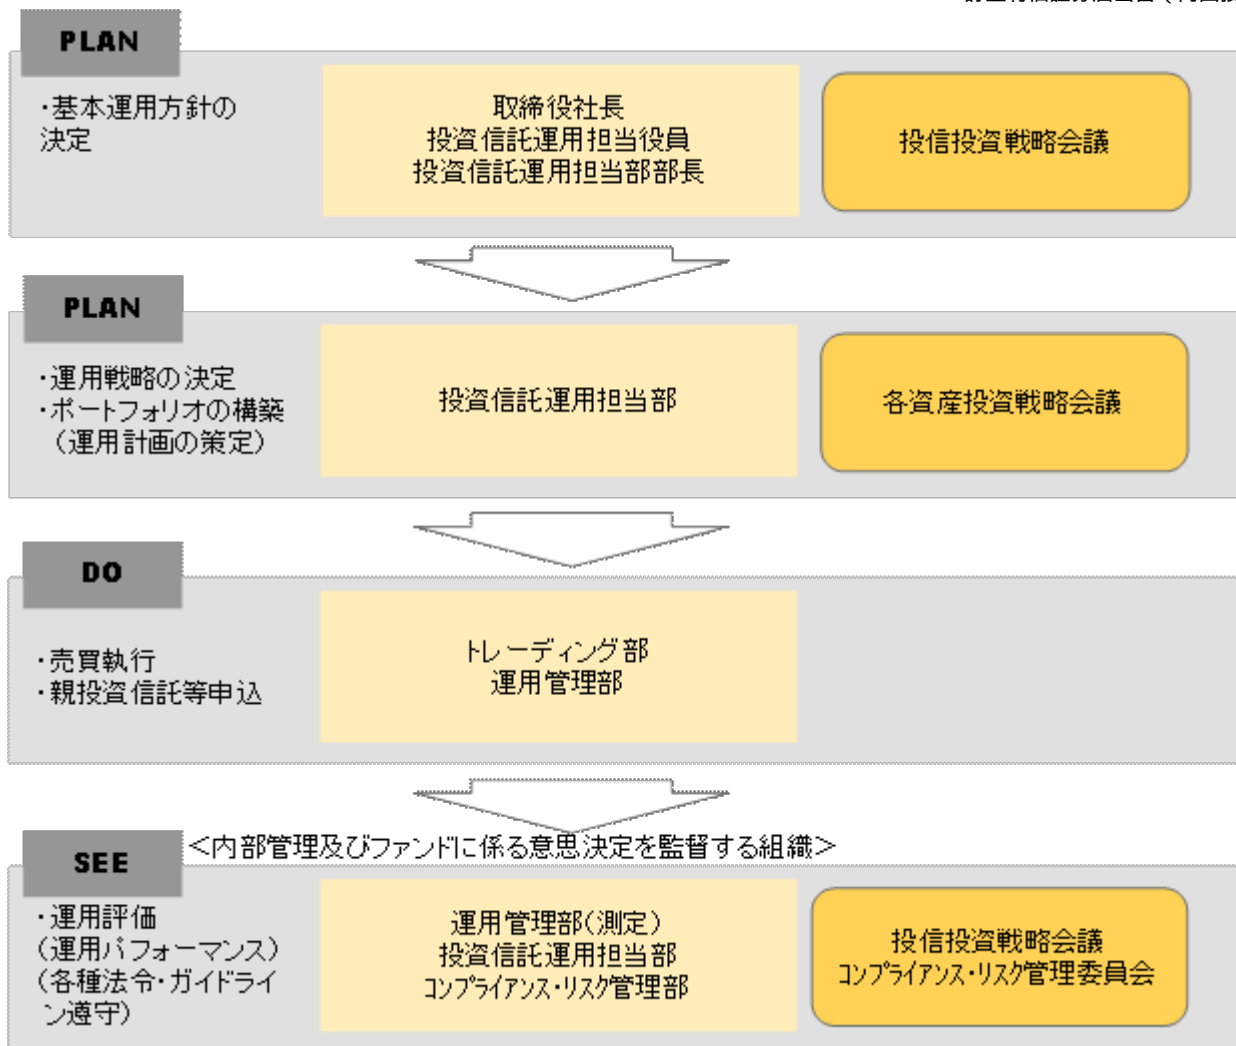 PLAN
・基本運用方針の
決定
取締役社長
投資信託運用担当役員
投資信託運用担当部部長
投信投資戦略会議
PLAN
・運用戦略の決定
・ポートフォリオの構築
（運用計画の策定）
投資信託運用担当部
各資産投資戦略会議
DO
・売買執行
・親投資信託等申込
トレーディング部
運用管理部
＜内部管理及びファンドに係る意思決定を監督する組織＞
SEE
・運用評価
（運用パフォーマンス）
（各種法令・ガイドライ
ン遵守）
運用管理部（測定）
投資信託運用担当部
コンプライアンス・リスク管理部
投信投資戦略会議
コンプライアンス・リスク管理委員会